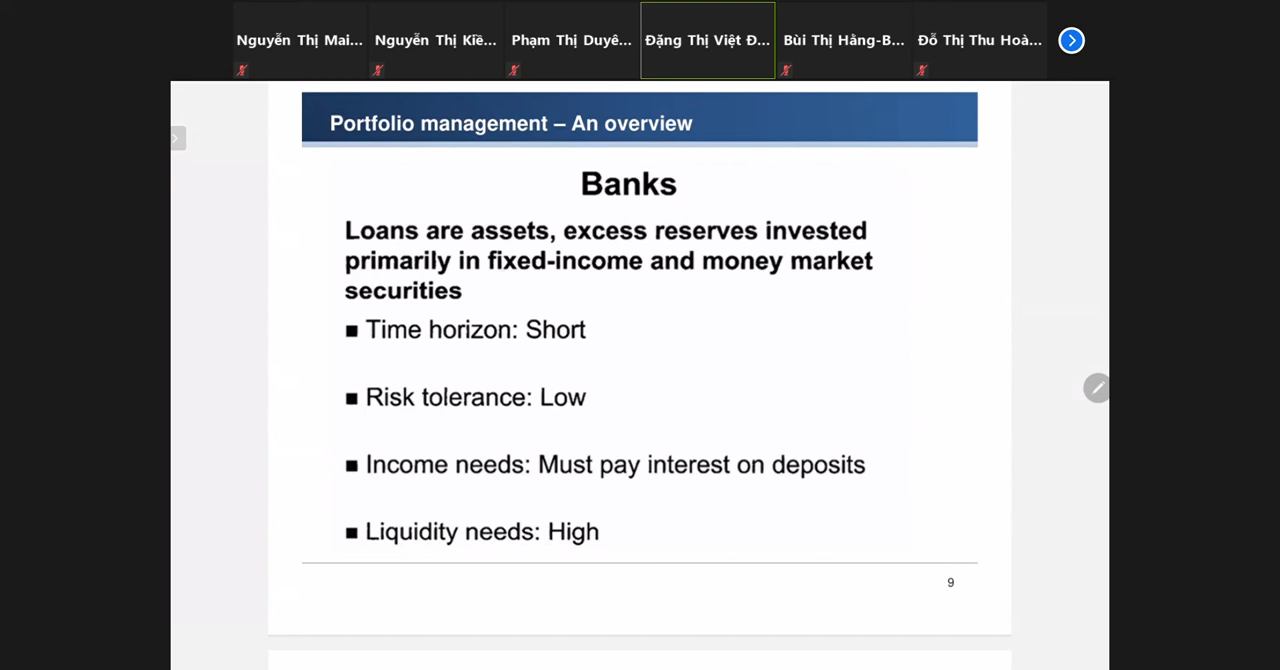 Nguyễn Thị Mai... Nguyễn Thị Kiề... Phạm Thị Duyê... Đặng Thị Việt Đ... Bùi Thị Hằng-B... Đỗ Thị Thu Hoà...
Portfolio management – An overview
Banks
Loans are assets, excess reserves invested
primarily in fixed-income and money market
securities
■ Time horizon: Short
■ Risk tolerance: Low
■ Income needs: Must pay interest on deposits
■ Liquidity needs: High
9